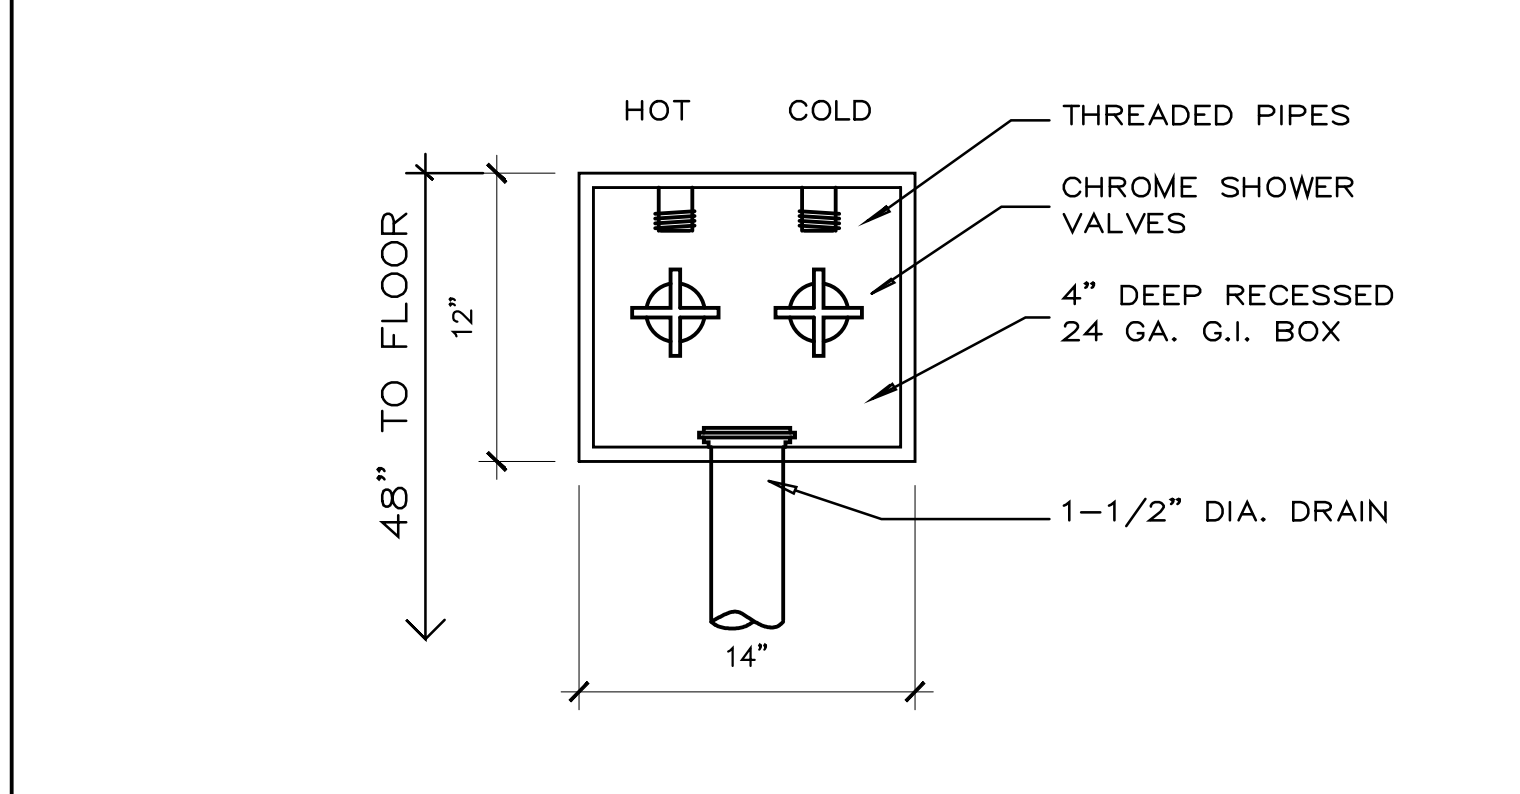 HOT COLD
THREADED PIPES
CHROME SHOWER
VALVES
4" DEEP RECESSED
24 GA. G.I. BOX
1-1/2" DIA. DRAIN
48" TO FLOOR
12"
14"